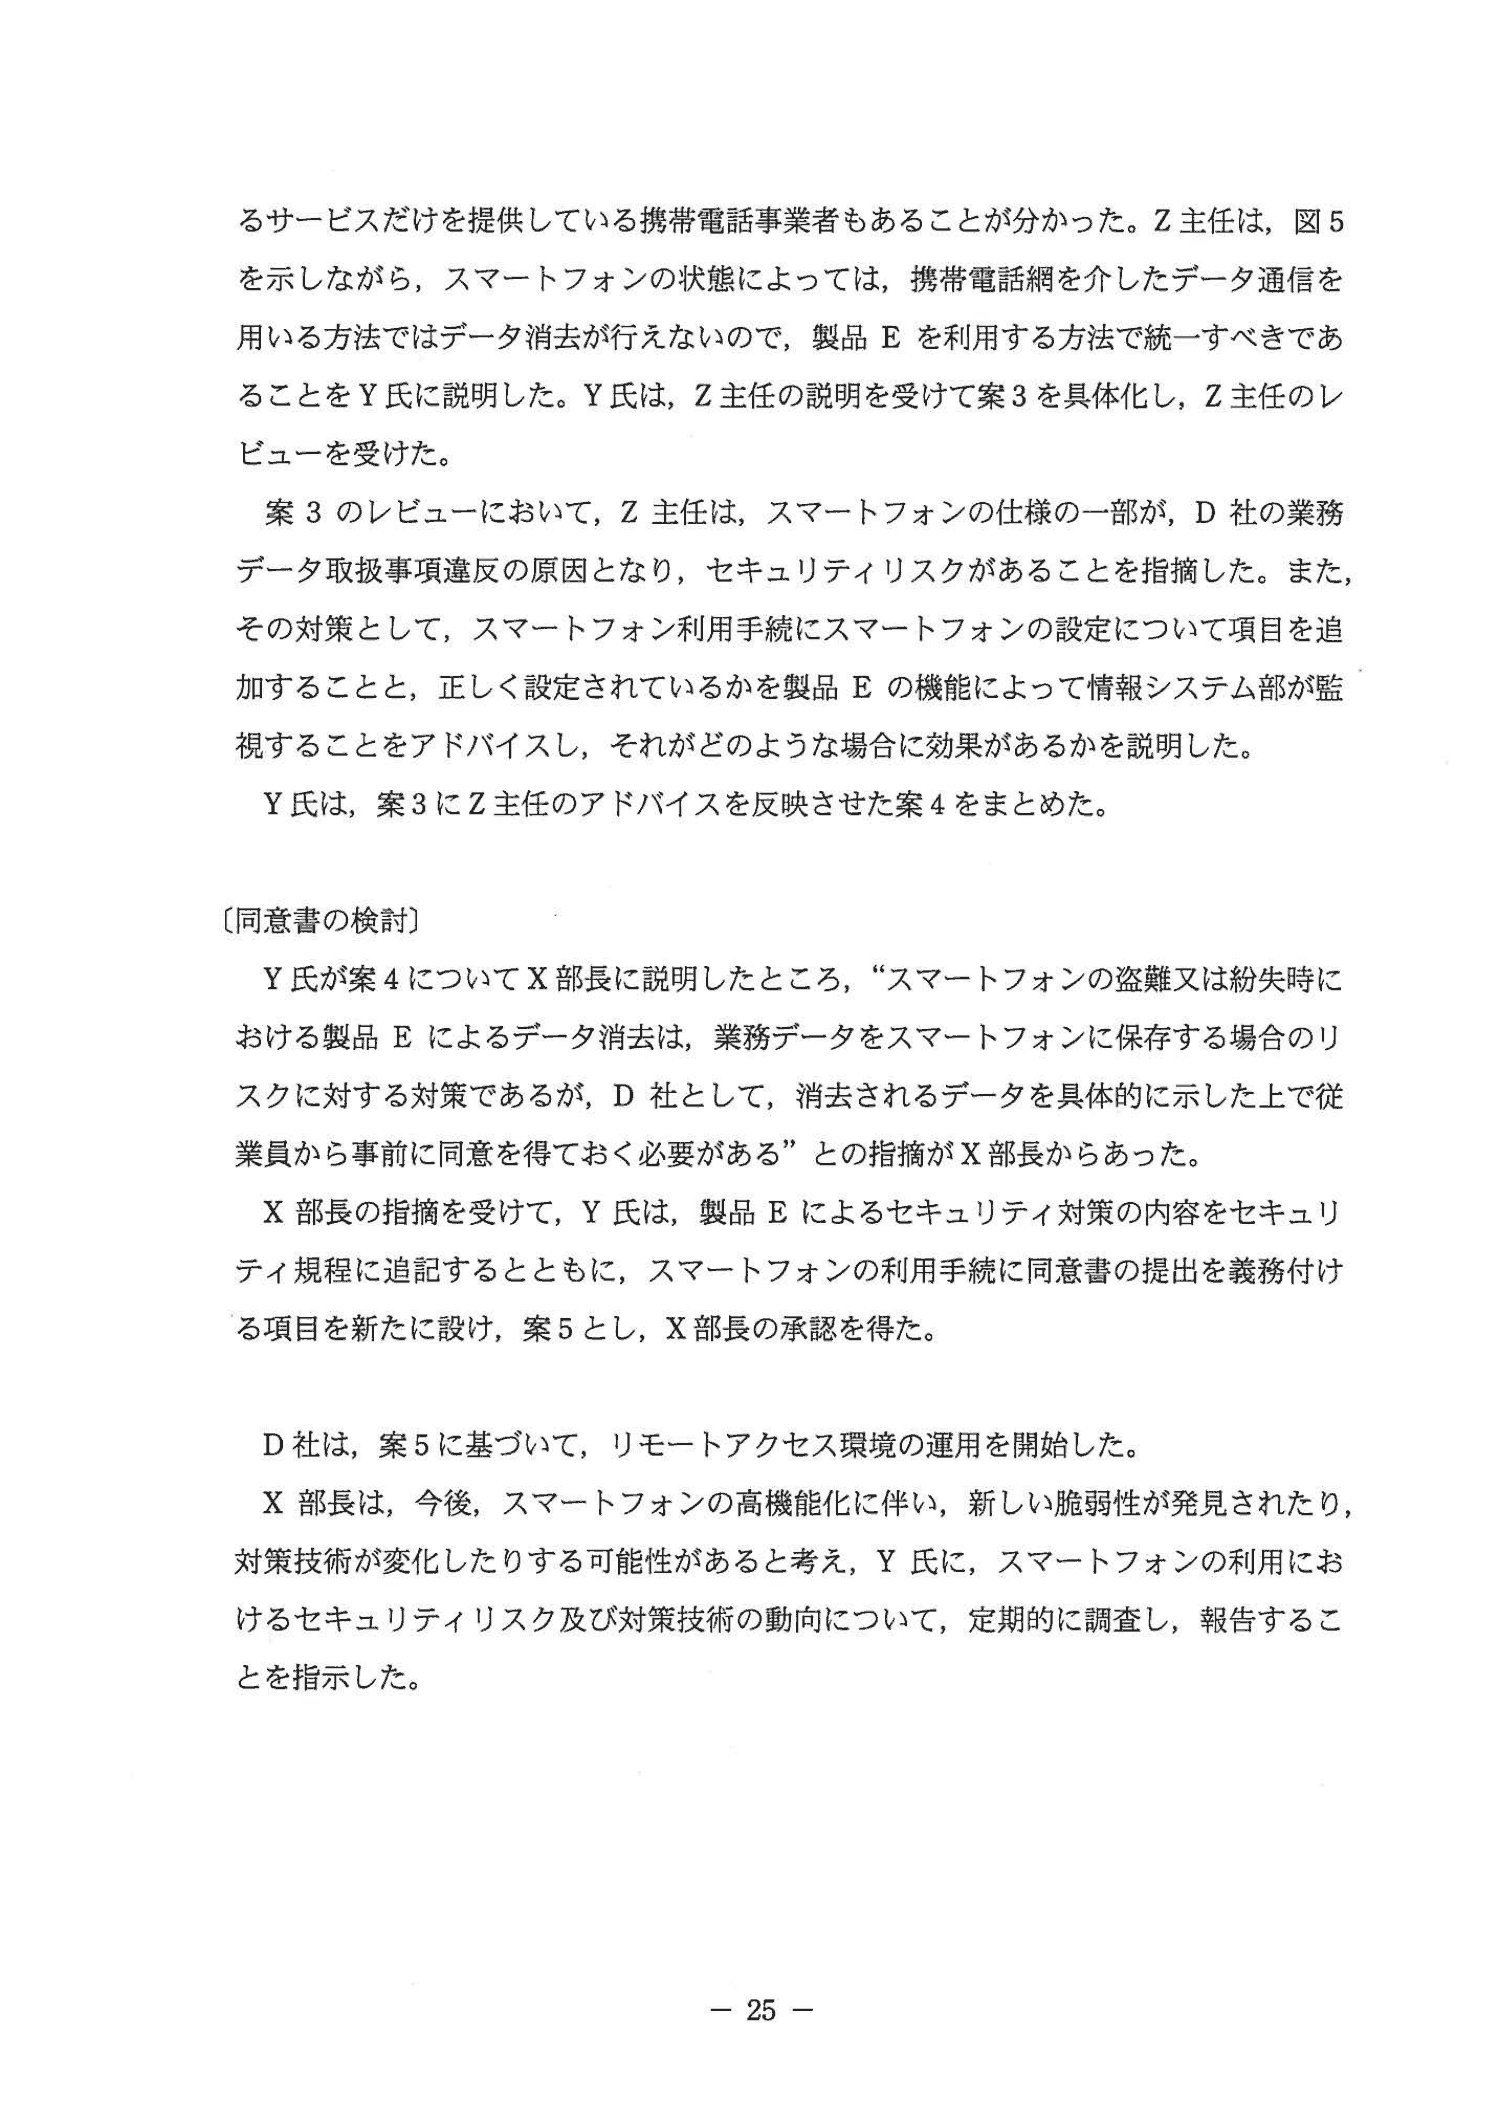 るサービスだけを提供している携帯電話事業者もあることが分かった。Z 主任は，図 5
を示しながら，スマートフォンの状態によっては，携帯電話網を介したデータ通信を
用いる方法ではデータ消去が行えないので，製品 E を利用する方法で統一すべきであ
ることを Y 氏に説明した。Y 氏は，Z 主任の説明を受けて案 3 を具体化し，Z 主任のレ
ビューを受けた。
案 3 のレビューにおいて，Z 主任は，スマートフォンの仕様の一部が，D 社の業務
データ取扱事項違反の原因となり，セキュリティリスクがあることを指摘した。また，
その対策として，スマートフォン利用手続にスマートフォンの設定について項目を追
加することと，正しく設定されているかを製品 E の機能によって情報システム部が監
視することをアドバイスし，それがどのような場合に効果があるかを説明した。
Y 氏は，案 3 に Z 主任のアドバイスを反映させた案 4 をまとめた。
〔同意書の検討〕
Y 氏が案 4 について X 部長に説明したところ，“スマートフォンの盗難又は紛失時に
おける製品 E によるデータ消去は，業務データをスマートフォンに保存する場合のリ
スクに対する対策であるが，D 社として，消去されるデータを具体的に示した上で従
業員から事前に同意を得ておく必要がある” との指摘が X 部長からあった。
X 部長の指摘を受けて，Y 氏は，製品 E によるセキュリティ対策の内容をセキュリ
ティ規程に追記するとともに，スマートフォンの利用手続に同意書の提出を義務付け
る項目を新たに設け，案 5 とし，X 部長の承認を得た。
D 社は，案 5 に基づいて，リモートアクセス環境の運用を開始した。
X 部長は，今後，スマートフォンの高機能化に伴い，新しい脆弱性が発見されたり，
対策技術が変化したりする可能性があると考え，Y 氏に，スマートフォンの利用にお
けるセキュリティリスク及び対策技術の動向について，定期的に調査し，報告するこ
とを指示した。
－ 25 －